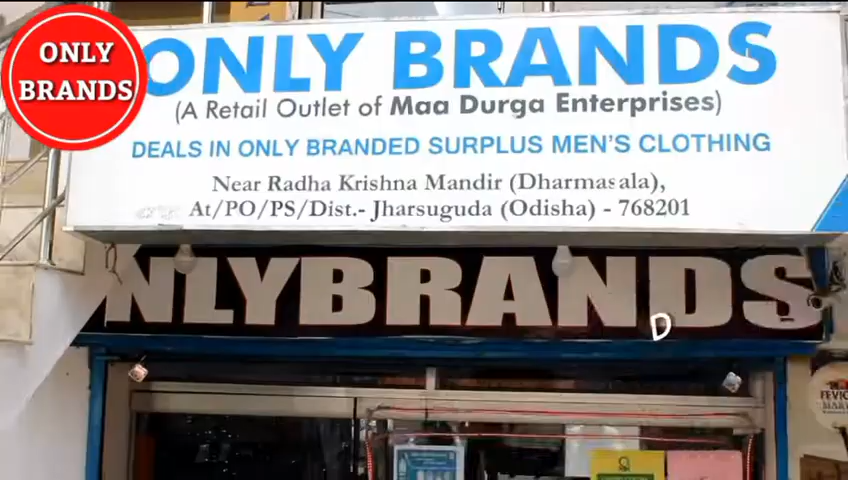 ONLY
BRANDS
ONLY BRANDS
(A Retail Outlet of Maa Durga Enterprises)
DEALS IN ONLY BRANDED SURPLUS MEN'S CLOTHING
Near Radha Krishna Mandir (Dharmasala),
At/PO/PS/Dist.- Jharsuguda (Odisha) - 768201
NLYBRANDS
D
FEVIC